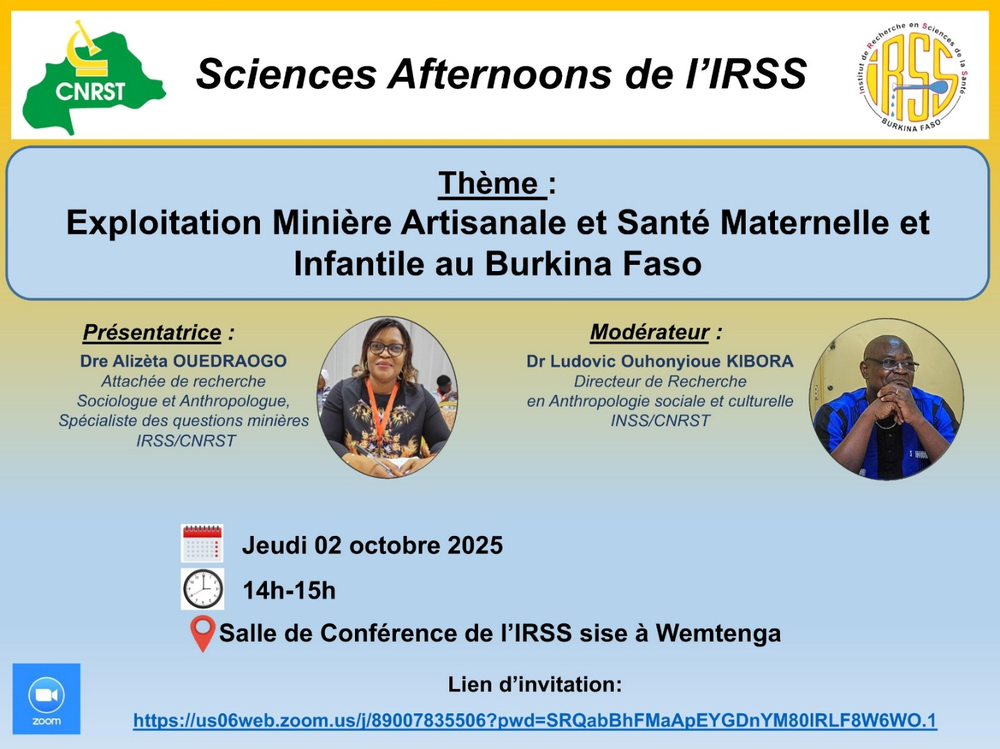 CNRST
Sciences Afternoons de l’IRSS
Institut de Recherche en Sciences de la Santé
IRSS
BURKINA FASO
Thème :
Exploitation Minière Artisanale et Santé Maternelle et
Infantile au Burkina Faso
Présentatrice :
Dre Alizèta OUEDRAOGO
Attachée de recherche
Sociologue et Anthropologue,
Spécialiste des questions minières
IRSS/CNRST
Modérateur :
Dr Ludovic Ouhonyioue KIBORA
Directeur de Recherche
en Anthropologie sociale et culturelle
INSS/CNRST
Jeudi 02 octobre 2025
14h-15h
Salle de Conférence de l’IRSS sise à Wemtenga
Lien d’invitation:
zoom
https://us06web.zoom.us/j/89007835506?pwd=SRQabBhFMaApEYGDnYM80IRLF8W6WO.1